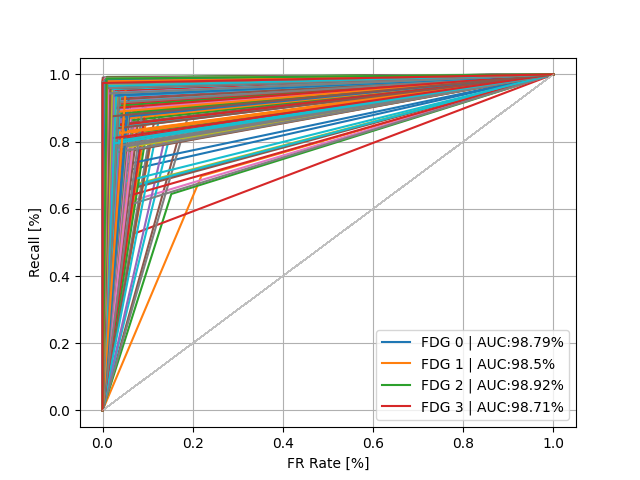 1.0
0.8
0.6
0.4
0.2
0.0
Recall [%]
FDG 0 | AUC:98.79%
FDG 1 | AUC:98.5%
FDG 2 | AUC:98.92%
FDG 3 | AUC:98.71%
0.0 0.2 0.4 0.6 0.8 1.0
FR Rate [%]